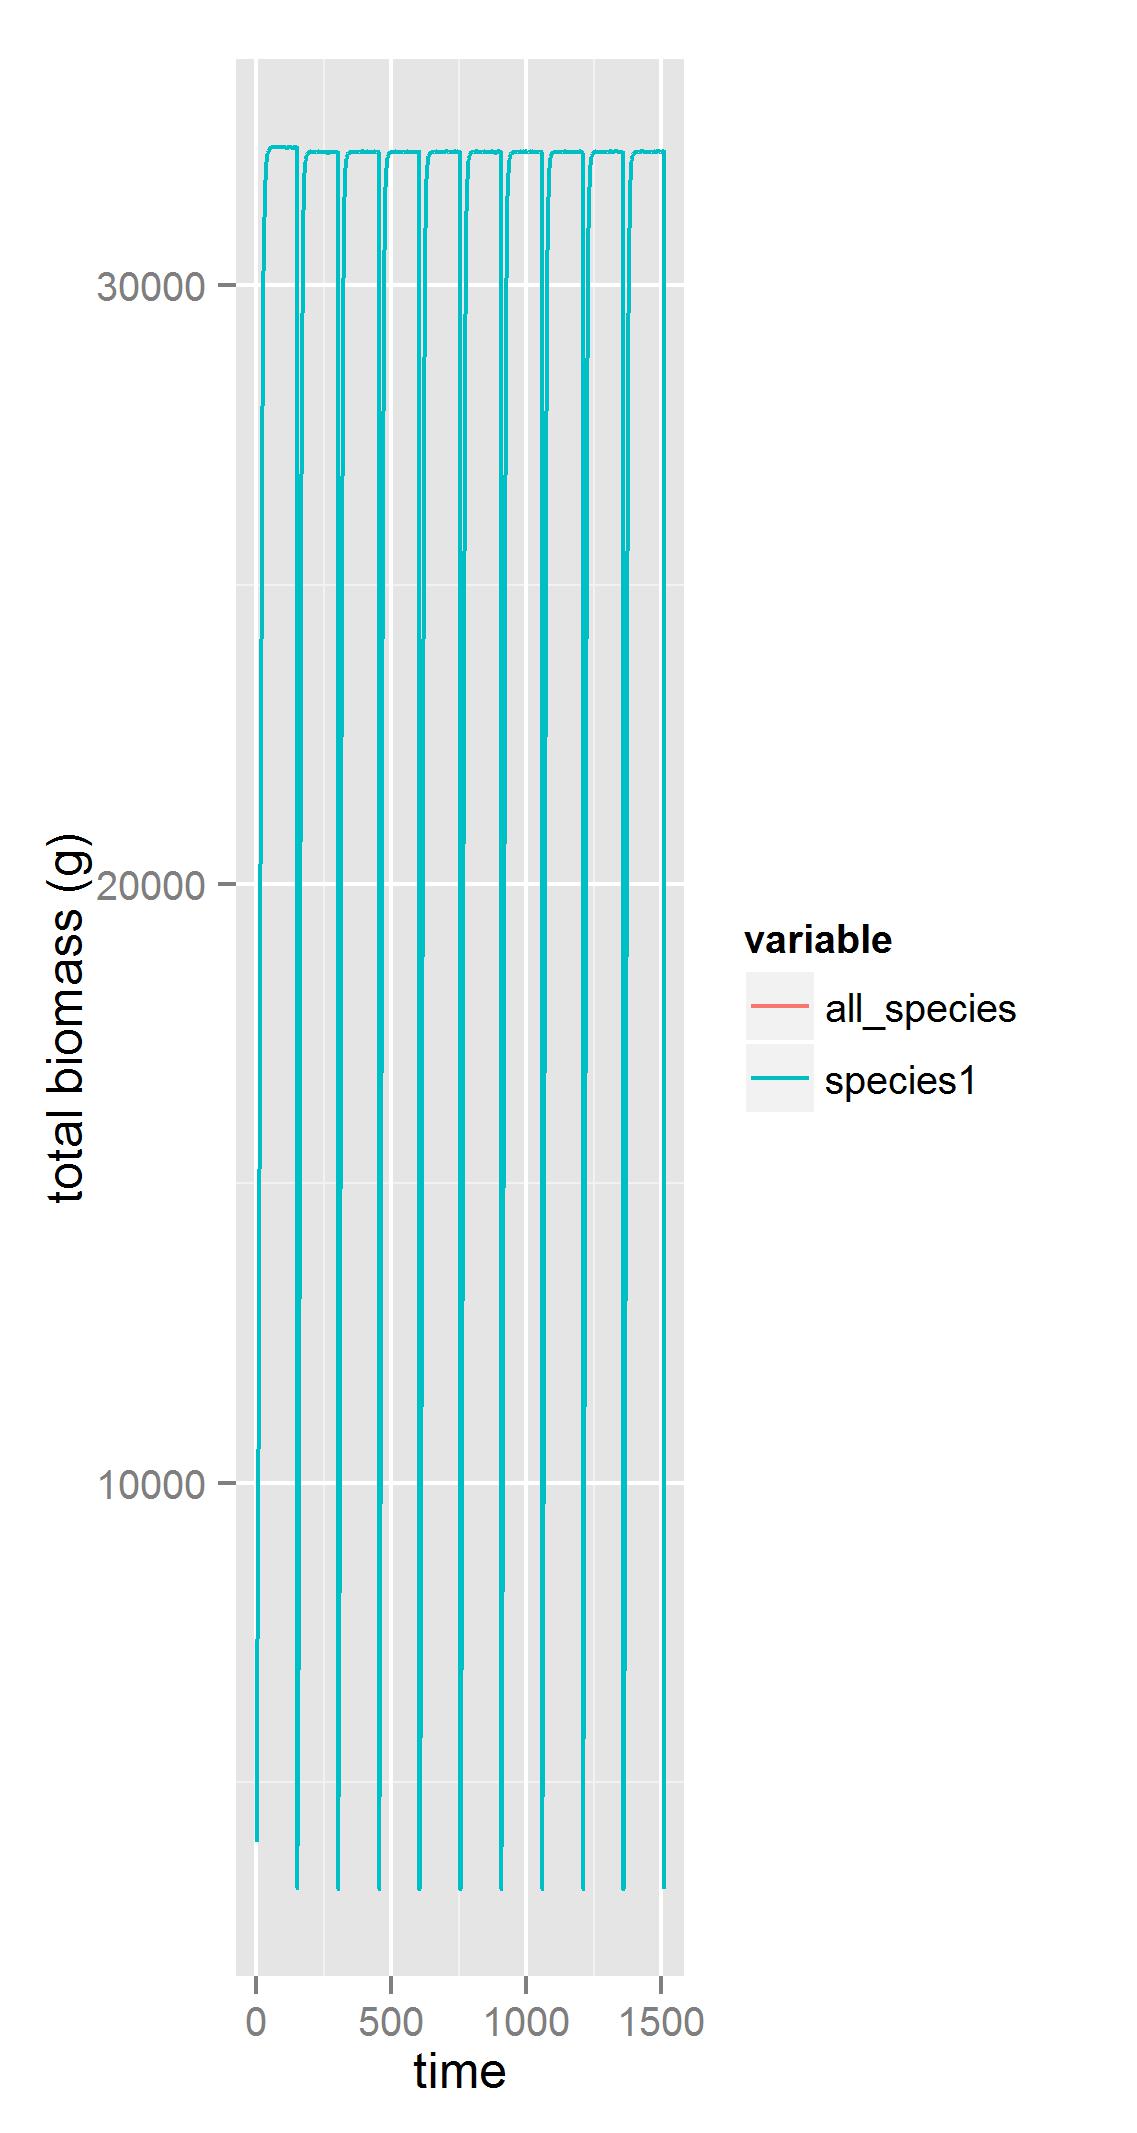 total biomass (g)
30000
20000
10000
0 500 1000 1500
time
variable
all_species
species1